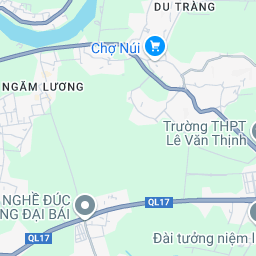 DU TRÀNG
Chợ Núi
NGĂM LƯƠNG
Trường THPT
Lê Văn Thịnh
NGHỀ ĐÚC
NG ĐẠI BÁI
QL17
QL17
Đài tưởng niệm l